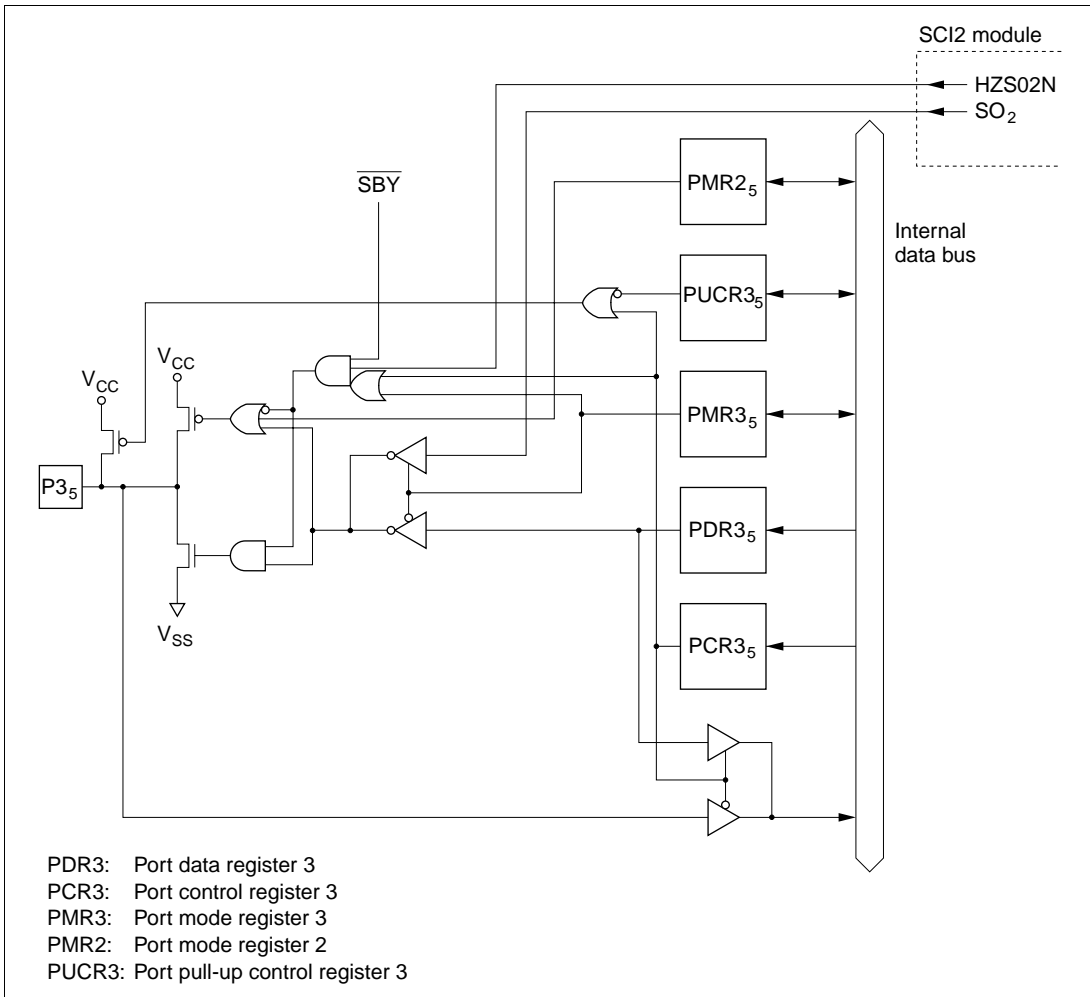 SCI2 module
HZS02N
SO2
SBY
PMR25
Internal
data bus
PUCR35
VCC
VCC
PMR35
P35
PDR35
VSS
PCR35
PDR3: Port data register 3
PCR3: Port control register 3
PMR3: Port mode register 3
PMR2: Port mode register 2
PUCR3: Port pull-up control register 3